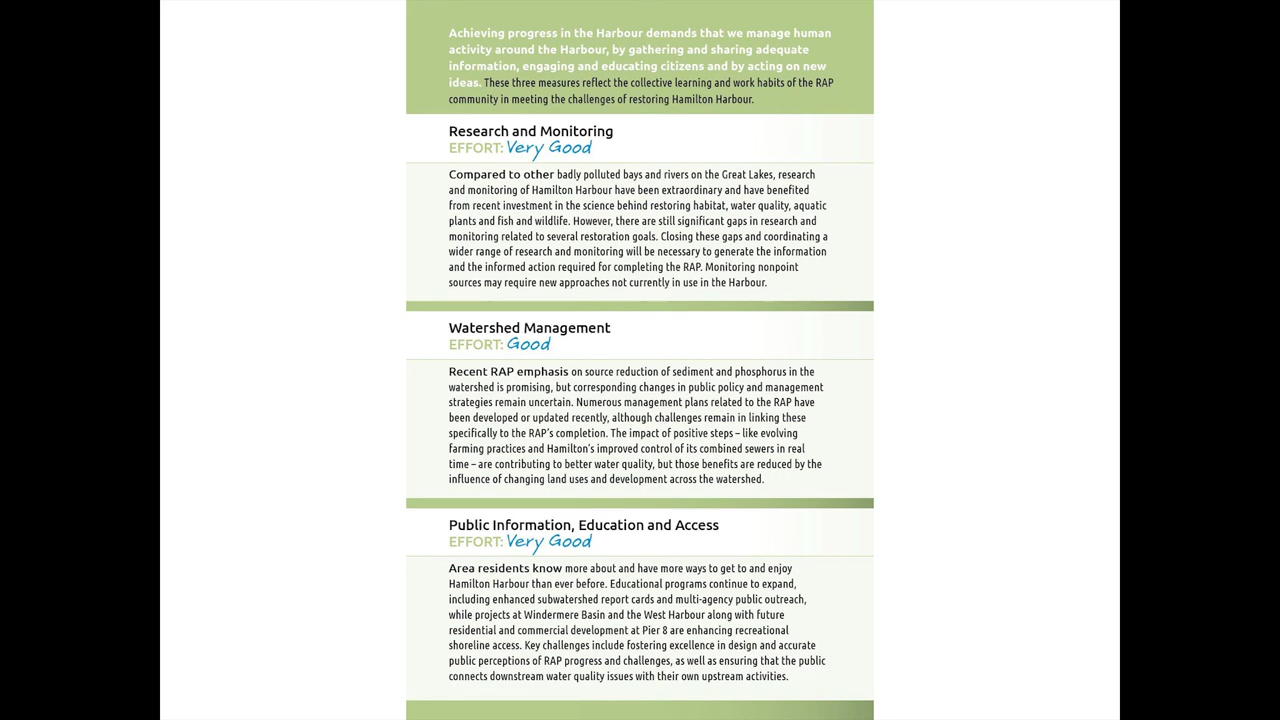 Achieving progress in the Harbour demands that we manage human
activity around the Harbour, by gathering and sharing adequate
information, engaging and educating citizens and by acting on new
ideas. These three measures reflect the collective learning and work habits of the RAP
community in meeting the challenges of restoring Hamilton Harbour.
Research and Monitoring
EFFORT: Very Good
Compared to other badly polluted bays and rivers on the Great Lakes, research
and monitoring of Hamilton Harbour have been extraordinary and have benefited
from recent investment in the science behind restoring habitat, water quality, aquatic
plants and fish and wildlife. However, there are still significant gaps in research and
monitoring related to several restoration goals. Closing these gaps and coordinating a
wider range of research and monitoring will be necessary to generate the information
and the informed action required for completing the RAP. Monitoring nonpoint
sources may require new approaches not currently in use in the Harbour.
Watershed Management
EFFORT: Good
Recent RAP emphasis on source reduction of sediment and phosphorus in the
watershed is promising, but corresponding changes in public policy and management
strategies remain uncertain. Numerous management plans related to the RAP have
been developed or updated recently, although challenges remain in linking these
specifically to the RAP's completion. The impact of positive steps – like evolving
farming practices and Hamilton's improved control of its combined sewers in real
time – are contributing to better water quality, but those benefits are reduced by the
influence of changing land uses and development across the watershed.
Public Information, Education and Access
EFFORT: Very Good
Area residents know more about and have more ways to get to and enjoy
Hamilton Harbour than ever before. Educational programs continue to expand,
including enhanced subwatershed report cards and multi-agency public outreach,
while projects at Windermere Basin and the West Harbour along with future
residential and commercial development at Pier 8 are enhancing recreational
shoreline access. Key challenges include fostering excellence in design and accurate
public perceptions of RAP progress and challenges, as well as ensuring that the public
connects downstream water quality issues with their own upstream activities.